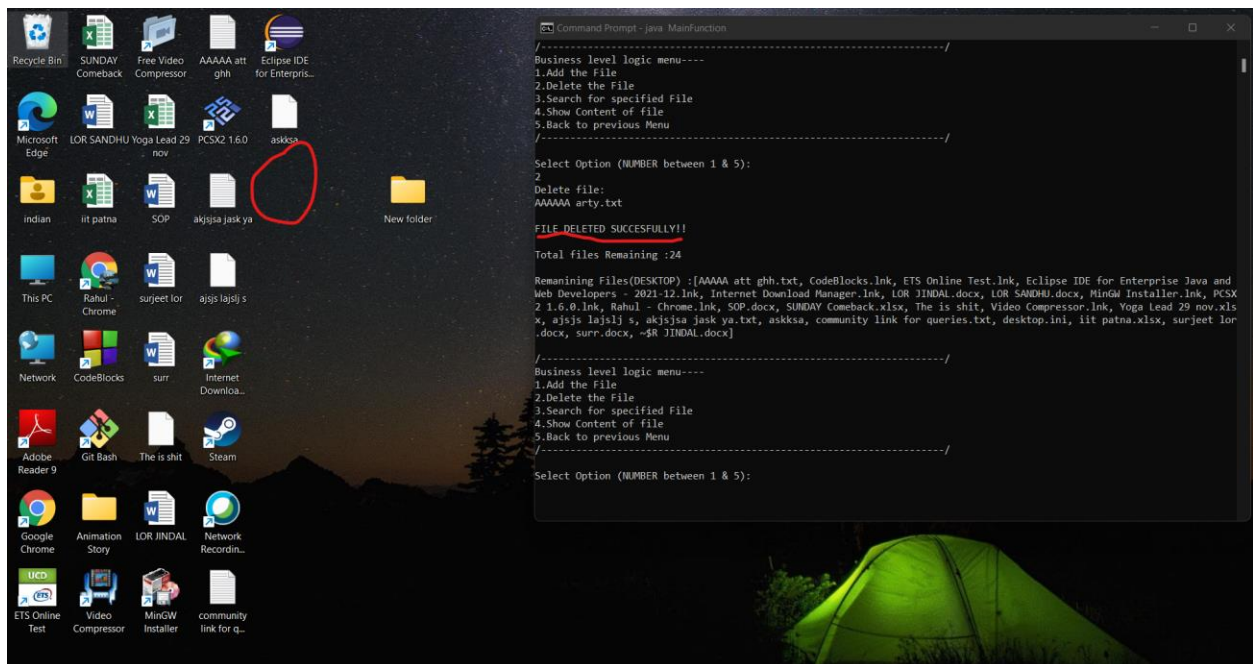 Recycle Bin
SUNDAY
Comeback
Free Video
Compressor
AAAAA att
ghh
Eclipse IDE
for Enterpris...
Microsoft
Edge
LOR SANDHU
Yoga Lead 29
nov
PCSX2 1.6.0
askksa
indian
iit patna
SOP
akjsjsa jask ya
New folder
This PC
Rahul -
Chrome
surjeet lor
ajsjs lajslj s
Network
CodeBlocks
surr
Internet
Downloa...
Adobe
Reader 9
Git Bash
The is shit
Steam
Google
Chrome
Animation
Story
LOR JINDAL
Network
Recordin...
UCD
ETS
ETS Online
Test
Video
Compressor
MinGW
Installer
community
link for q...
Command Prompt - java MainFunction
/--------------------------------------------------------------------/
Business level logic menu----
1.Add the File
2.Delete the File
3.Search for specified File
4.Show Content of file
5.Back to previous Menu
/--------------------------------------------------------------------/
Select Option (NUMBER between 1 & 5):
2
Delete file:
AAAAAA arty.txt
FILE DELETED SUCCESFULLY!!
Total files Remaining :24
Remanining Files(DESKTOP) :[AAAAA att ghh.txt, CodeBlocks.lnk, ETS Online Test.lnk, Eclipse IDE for Enterprise Java and
Web Developers - 2021-12.lnk, Internet Download Manager.lnk, LOR JINDAL.docx, LOR SANDHU.docx, MinGW Installer.lnk, PCSX
2 1.6.0.lnk, Rahul - Chrome.lnk, SOP.docx, SUNDAY Comeback.xlsx, The is shit, Video Compressor.lnk, Yoga Lead 29 nov.xls
x, ajsjs lajslj s, akjsjsa jask ya.txt, askksa, community link for queries.txt, desktop.ini, iit patna.xlsx, surjeet lor
.docx, surr.docx, ~$R JINDAL.docx]
/--------------------------------------------------------------------/
Business level logic menu----
1.Add the File
2.Delete the File
3.Search for specified File
4.Show Content of file
5.Back to previous Menu
/--------------------------------------------------------------------/
Select Option (NUMBER between 1 & 5):